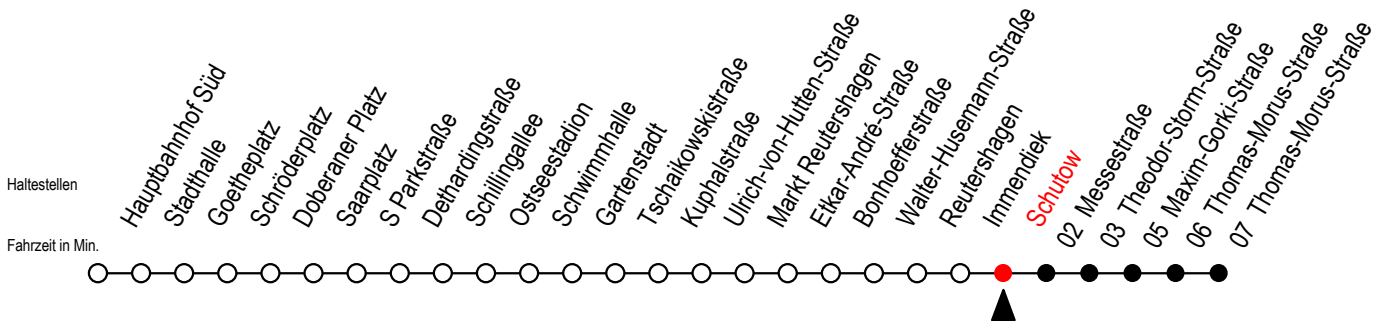 Haltestellen
Fahrzeit in Min.
Hauptbahnhof Süd
Stadthalle
Goetheplatz
Schröderplatz
Doberaner Platz
Saarplatz
S Parkstraße
Dethardingstraße
Schillingallee
Ostseestadion
Schwimmhalle
Gartenstadt
Tschaikowskistraße
Kuphalstraße
Ulrich-von-Hutten-Straße
Markt Reutershagen
Etkar-André-Straße
Bonhoefferstraße
Walter-Husemann-Straße
Reutershagen
Immendiek
Schutow
02 Messestraße
03 Theodor-Storm-Straße
05 Maxim-Gorki-Straße
06 Thomas-Morus-Straße
07 Thomas-Morus-Straße